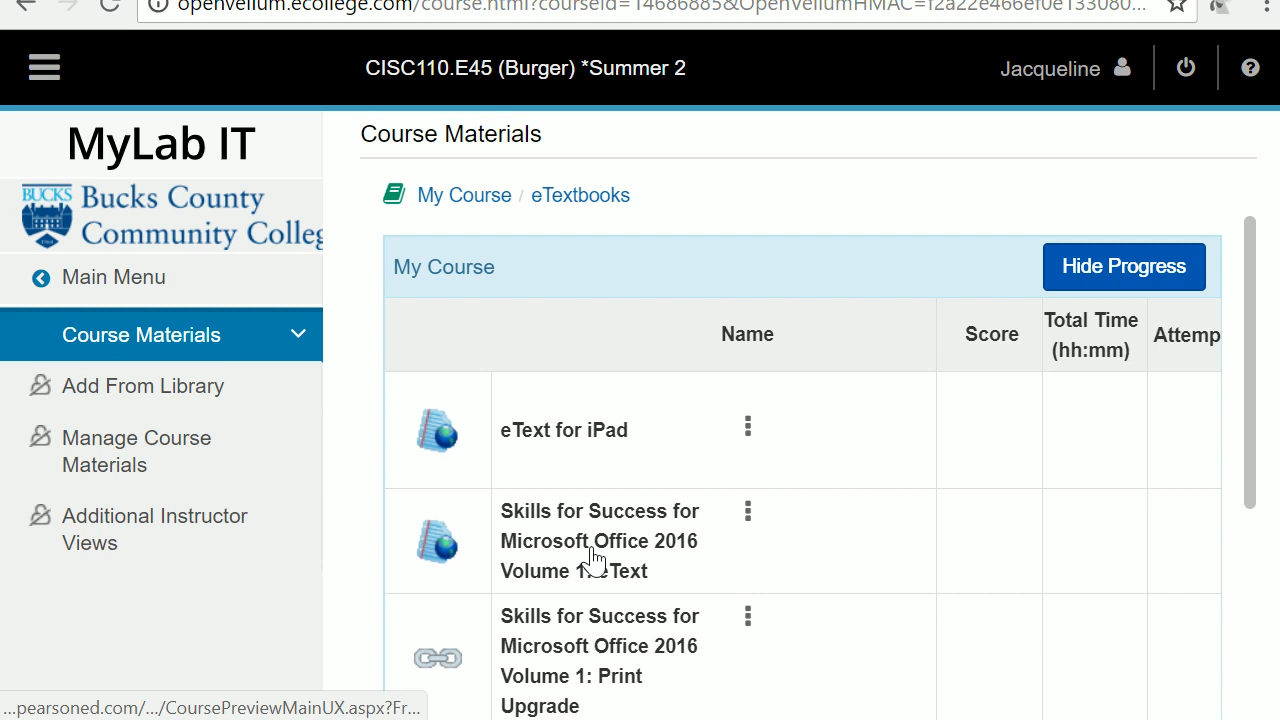 openvellum.ecollege.com/course.html?courseId=14686885&OpenVellumHMAC=f2a22e466ef0e133080...
CISC110.E45 (Burger) *Summer 2
Jacqueline
MyLab IT
Course Materials
BUCKS
Bucks County
Community Colleg
My Course / eTextbooks
Main Menu
My Course
Hide Progress
Course Materials
Name
Score
Total Time
(hh:mm)
Attemp
Add From Library
eText for iPad
Manage Course
Materials
Additional Instructor
Views
Skills for Success for
Microsoft Office 2016
Volume 1: eText
Skills for Success for
Microsoft Office 2016
Volume 1: Print
Upgrade
...pearsoned.com/.../CoursePreviewMainUX.aspx?Fr...